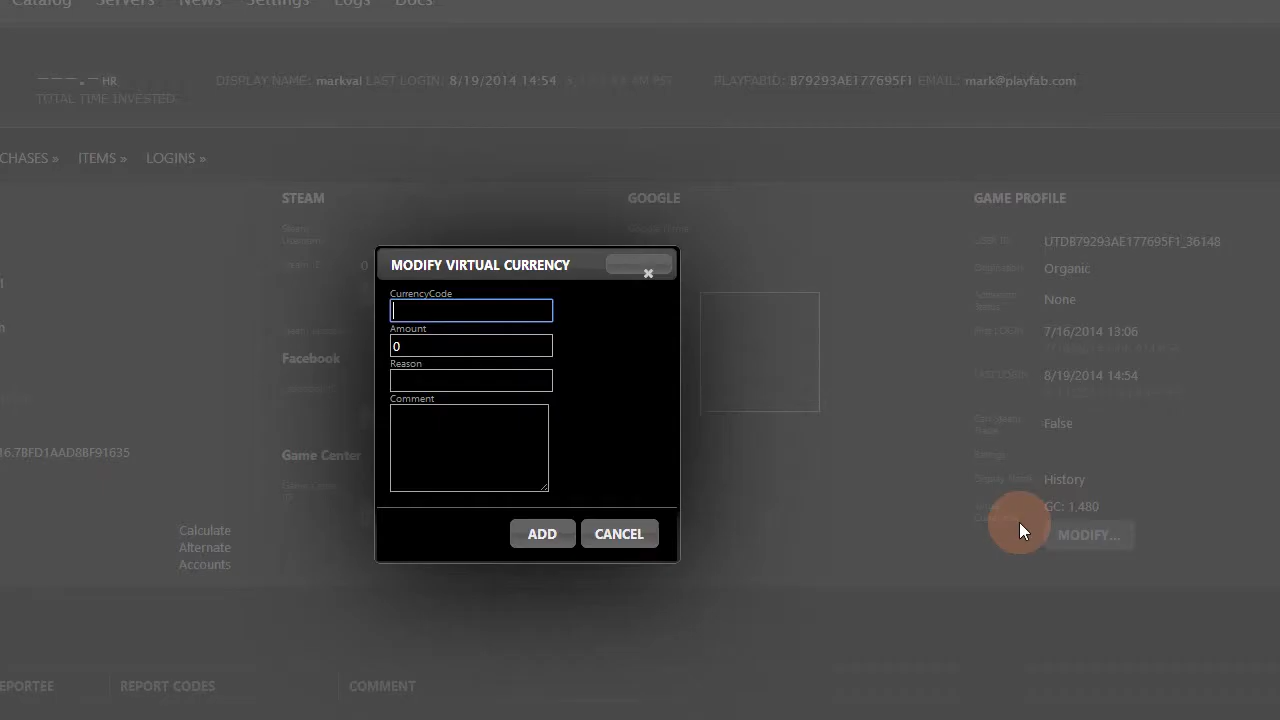 Catalog Servers News Settings Logs Docs
HR
TOTAL TIME INVESTED
DISPLAY NAME: markval LAST LOGIN: 8/19/2014 14:54
PLAYFABID: B79293AE177695F1 EMAIL: mark@playfab.com
CHASES » ITEMS » LOGINS »
STEAM
GOOGLE
GAME PROFILE
USER ID UTDB79293AE177695F1_36148
Organic
None
7/16/2014 13:06
8/19/2014 14:54
False
History
GC: 1,480
MODIFY...
Facebook
Game Center
16.7BFD1AAD8BF91635
Calculate
Alternate
Accounts
MODIFY VIRTUAL CURRENCY
CurrencyCode
Amount
0
Reason
Comment
ADD CANCEL
EPORTEE REPORT CODES COMMENT